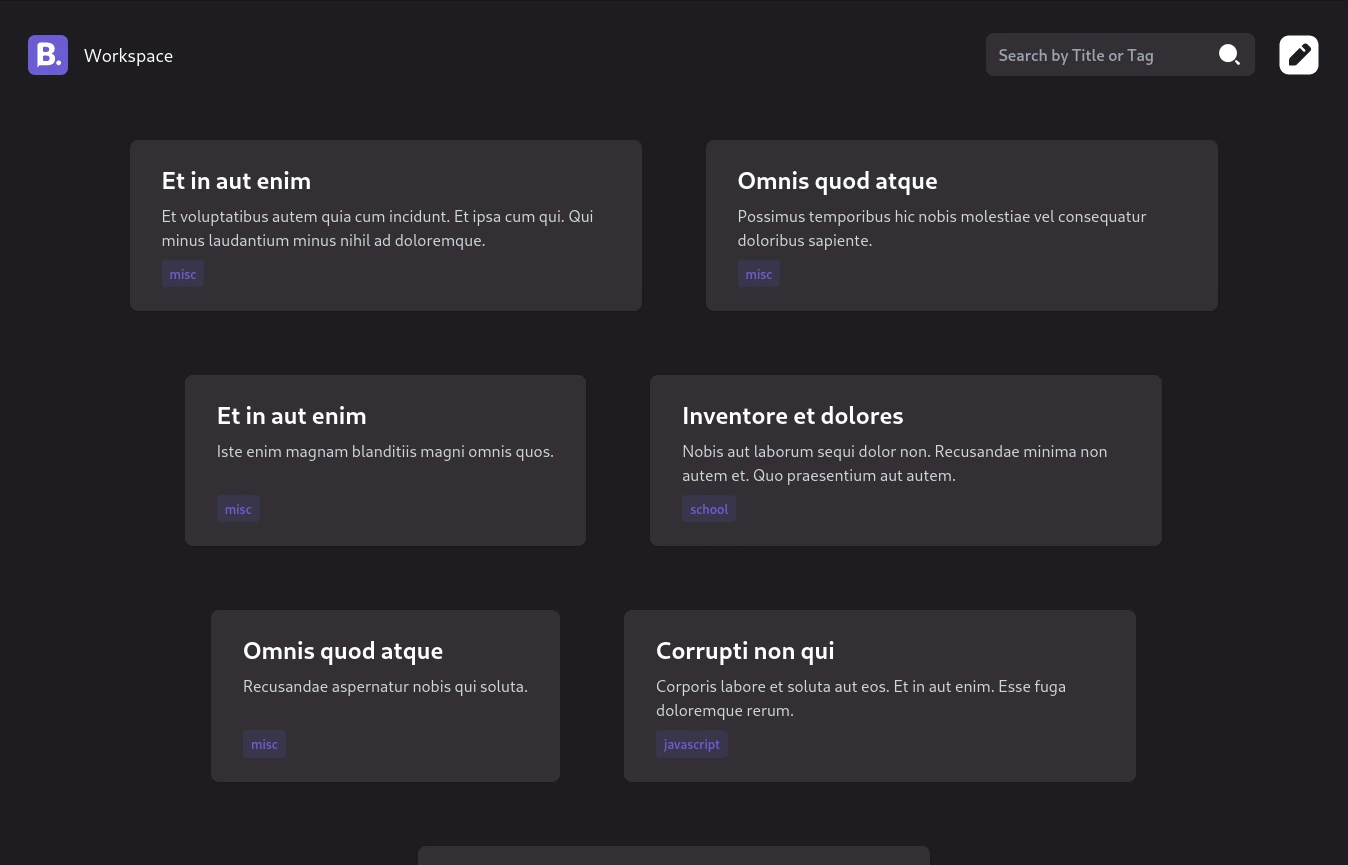 B. Workspace
Search by Title or Tag
Et in aut enim
Et voluptatibus autem quia cum incidunt. Et ipsa cum qui. Qui
minus laudantium minus nihil ad doloremque.
misc
Omnis quod atque
Possimus temporibus hic nobis molestiae vel consequatur
doloribus sapiente.
misc
Et in aut enim
Iste enim magnam blanditiis magni omnis quos.
misc
Inventore et dolores
Nobis aut laborum sequi dolor non. Recusandae minima non
autem et. Quo praesentium aut autem.
school
Omnis quod atque
Recusandae aspernatur nobis qui soluta.
misc
Corrupti non qui
Corporis labore et soluta aut eos. Et in aut enim. Esse fuga
doloremque rerum.
javascript